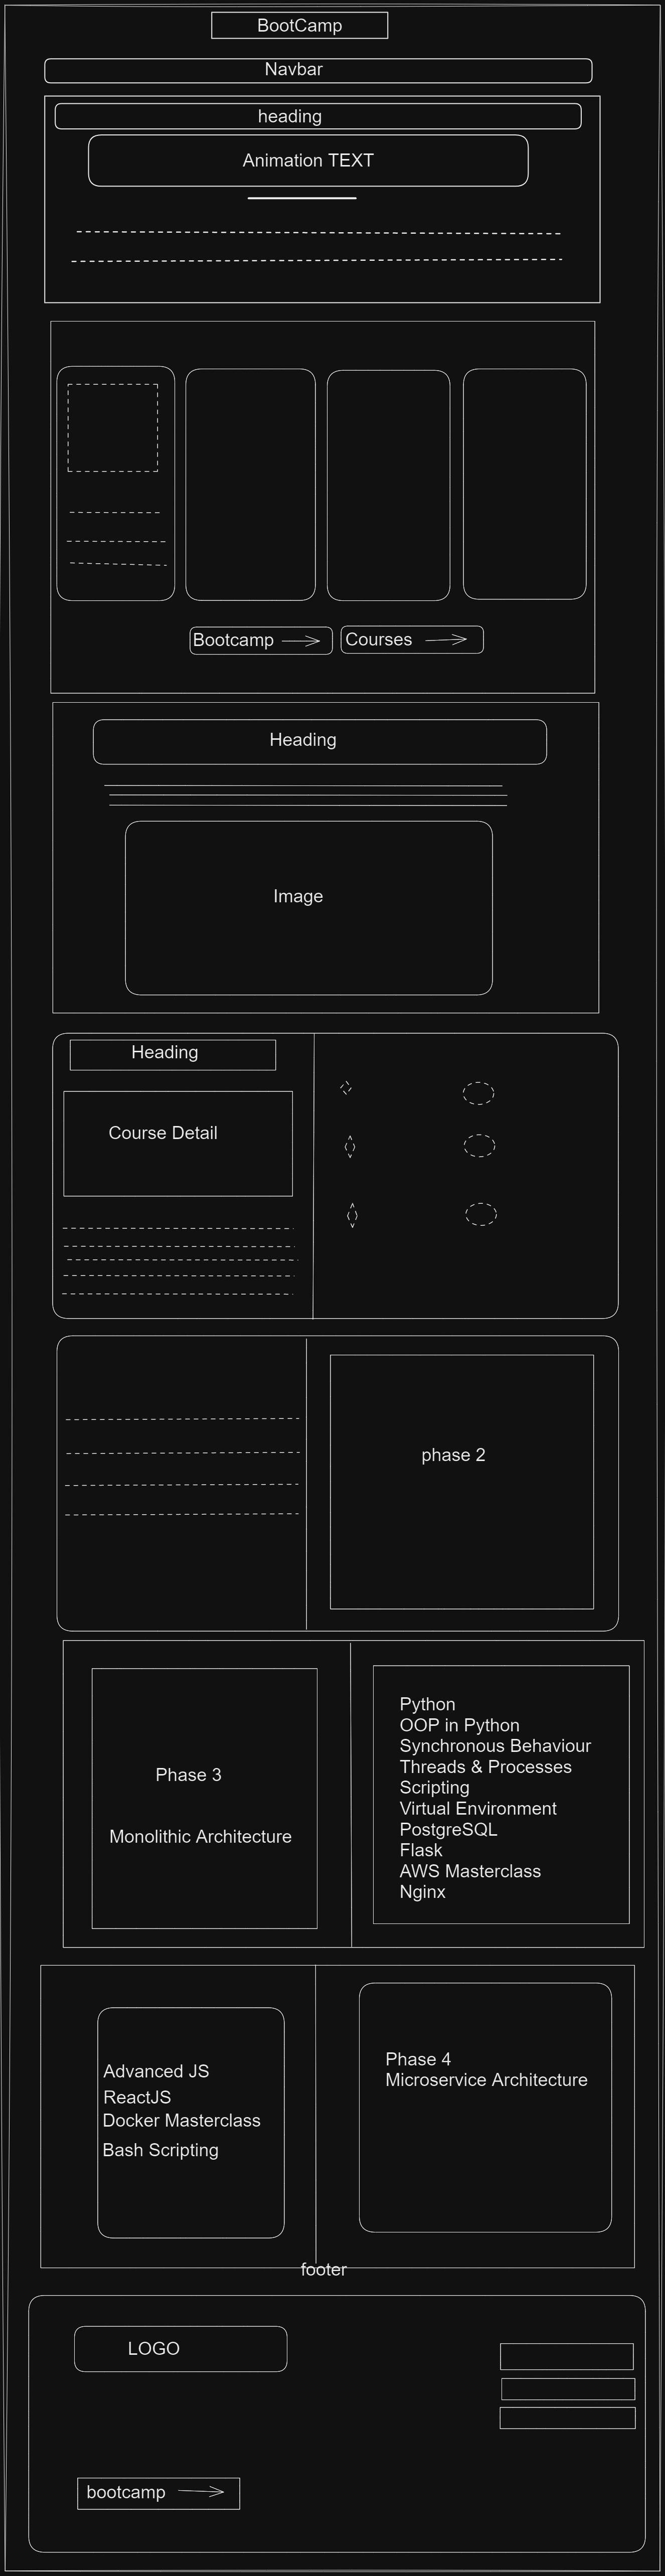 BootCamp
Navbar
heading
Animation TEXT
Bootcamp
Courses
Heading
Image
Heading
Course Detail
phase 2
Phase 3
Monolithic Architecture
Python
OOP in Python
Synchronous Behaviour
Threads & Processes
Scripting
Virtual Environment
PostgreSQL
Flask
AWS Masterclass
Nginx
Advanced JS
ReactJS
Docker Masterclass
Bash Scripting
Phase 4
Microservice Architecture
footer
LOGO
bootcamp